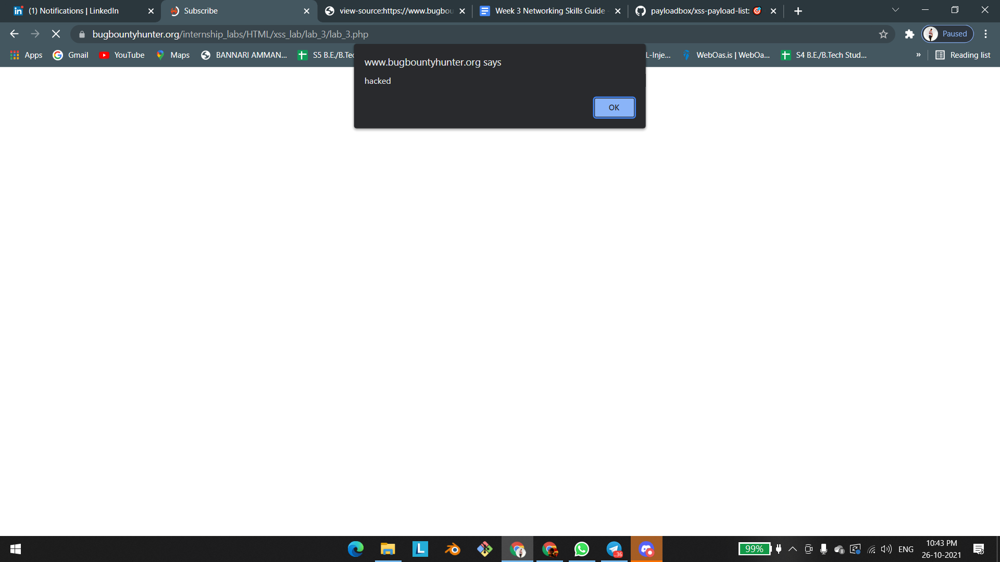 (1) Notifications | LinkedIn
Subscribe
view-source:https://www.bugbou
Week 3 Networking Skills Guide -
payloadbox/xss-payload-list: 🎯
bugbountyhunter.org/internship_labs/HTML/xss_lab/lab_3/lab_3.php
Paused
Apps
Gmail
YouTube
Maps
BANNARI AMMAN...
S5 B.E./B.Tec
L-Inje...
WebOas.is | WebOa...
S4 B.E./B.Tech Stud...
»
Reading list
www.bugbountyhunter.org says
hacked
OK
99%
ENG
10:43 PM
26-10-2021